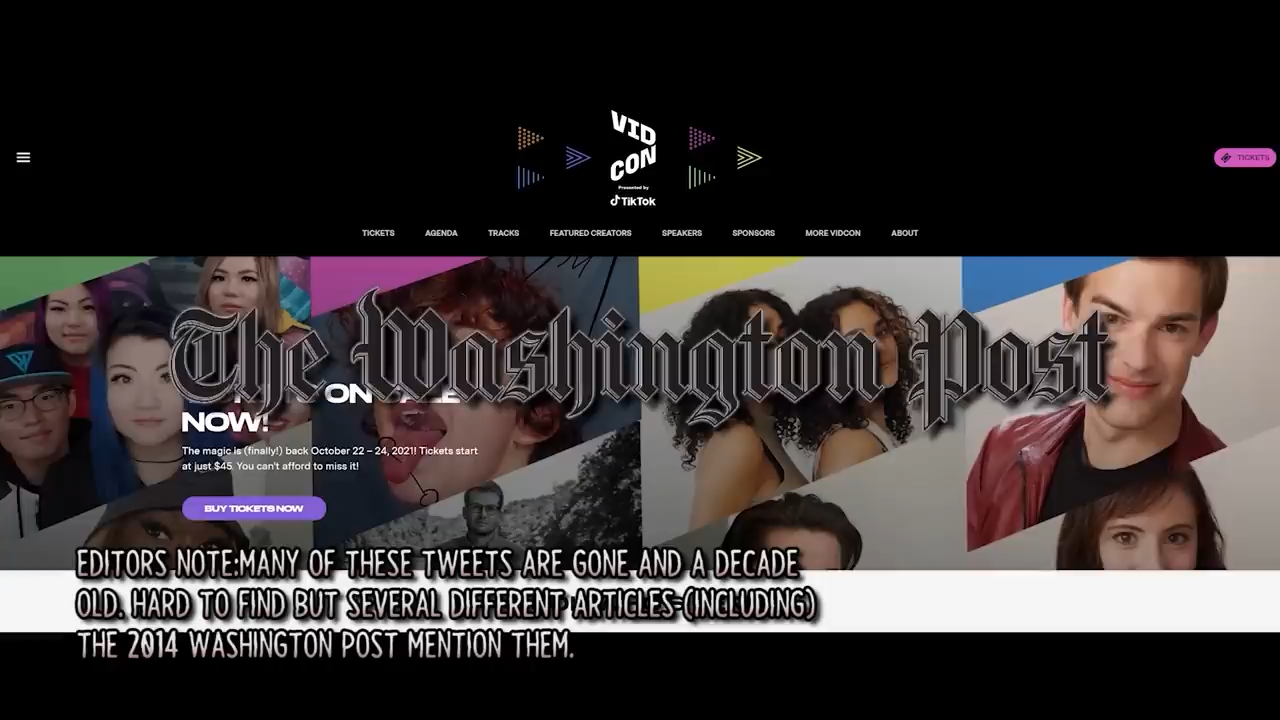 VID
CON
Presented by
TikTok
TICKETS
TICKETS
AGENDA
TRACKS
FEATURED CREATORS
SPEAKERS
SPONSORS
MORE VIDCON
ABOUT
The Washington Post
ON
NOW!
The magic is (finally!) back October 22 – 24, 2021! Tickets start
at just $45. You can't afford to miss it!
BUY TICKETS NOW
EDITORS NOTE:MANY OF THESE TWEETS ARE GONE AND A DECADE
OLD. HARD TO FIND BUT SEVERAL DIFFERENT ARTICLES (INCLUDING)
THE 2014 WASHINGTON POST MENTION THEM.